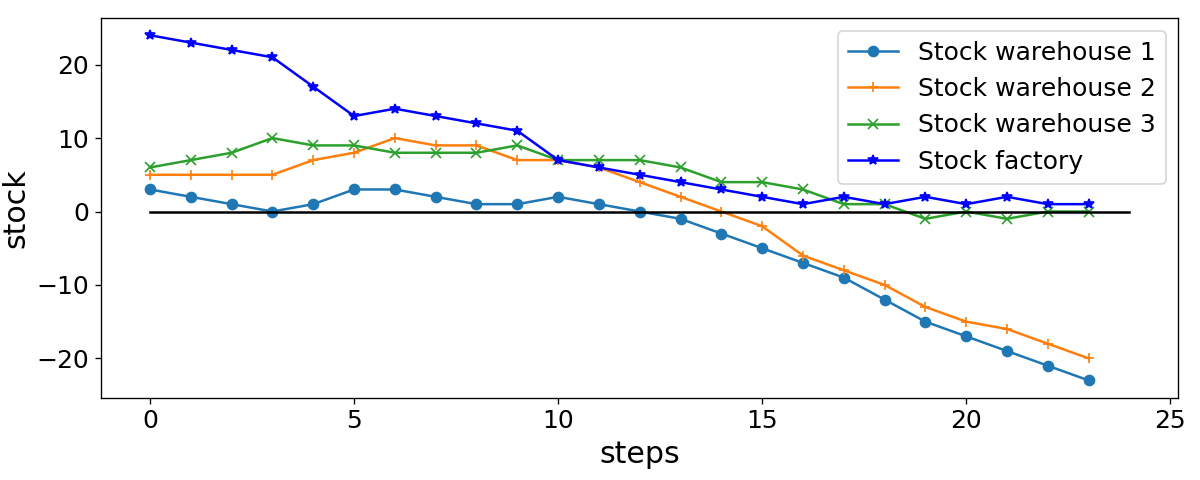 stock
20
10
0
−10
−20
Stock warehouse 1
Stock warehouse 2
Stock warehouse 3
Stock factory
0 5 10 15 20 25
steps